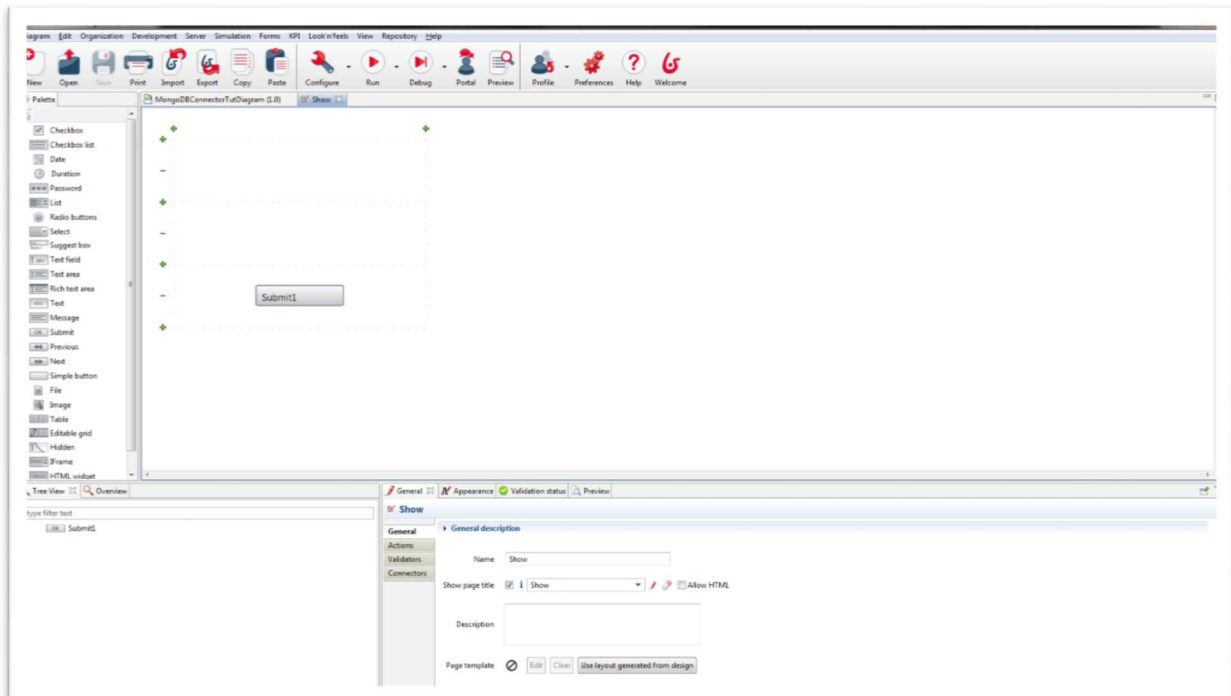 iagram Edit Organization Development Server Simulation Forms KPI Look'n'feels View Repository Help
New Open Save Print Import Export Copy Paste Configure Run Debug Portal Preview Profile Preferences Help Welcome
Palette
MongoDBConnectorTutDiagram (1.0) Show
Checkbox
Checkbox list
Date
Duration
Password
List
Radio buttons
Select
Suggest box
Text field
Text area
Rich text area
Text
Message
Submit
Previous
Next
Simple button
File
Image
Table
Editable grid
Hidden
IFrame
HTML widget
Submit1
Tree View Overview
type filter text
Submit1
General Appearance Validation status Preview
Show
General
Actions
Validators
Connectors
General description
Name Show
Show page title Show Allow HTML
Description
Page template Edit Clear Use layout generated from design